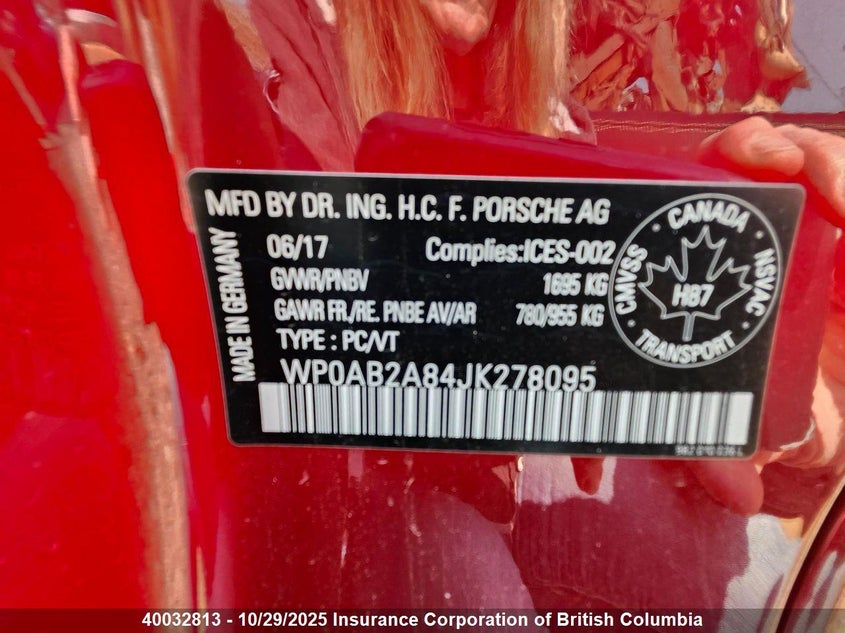 MFD BY DR. ING. H.C. F. PORSCHE AG
06/17 Complies:ICES-002
GVWR/PNBV 1695 KG
GAWR FR./RE. PNBE AV/AR 780/955 KG
TYPE : PC/VT
WP0AB2A84JK278095
MADE IN GERMANY
CANADA
CMVSS
NSVAC
H87
TRANSPORT
40032813 - 10/29/2025 Insurance Corporation of British Columbia